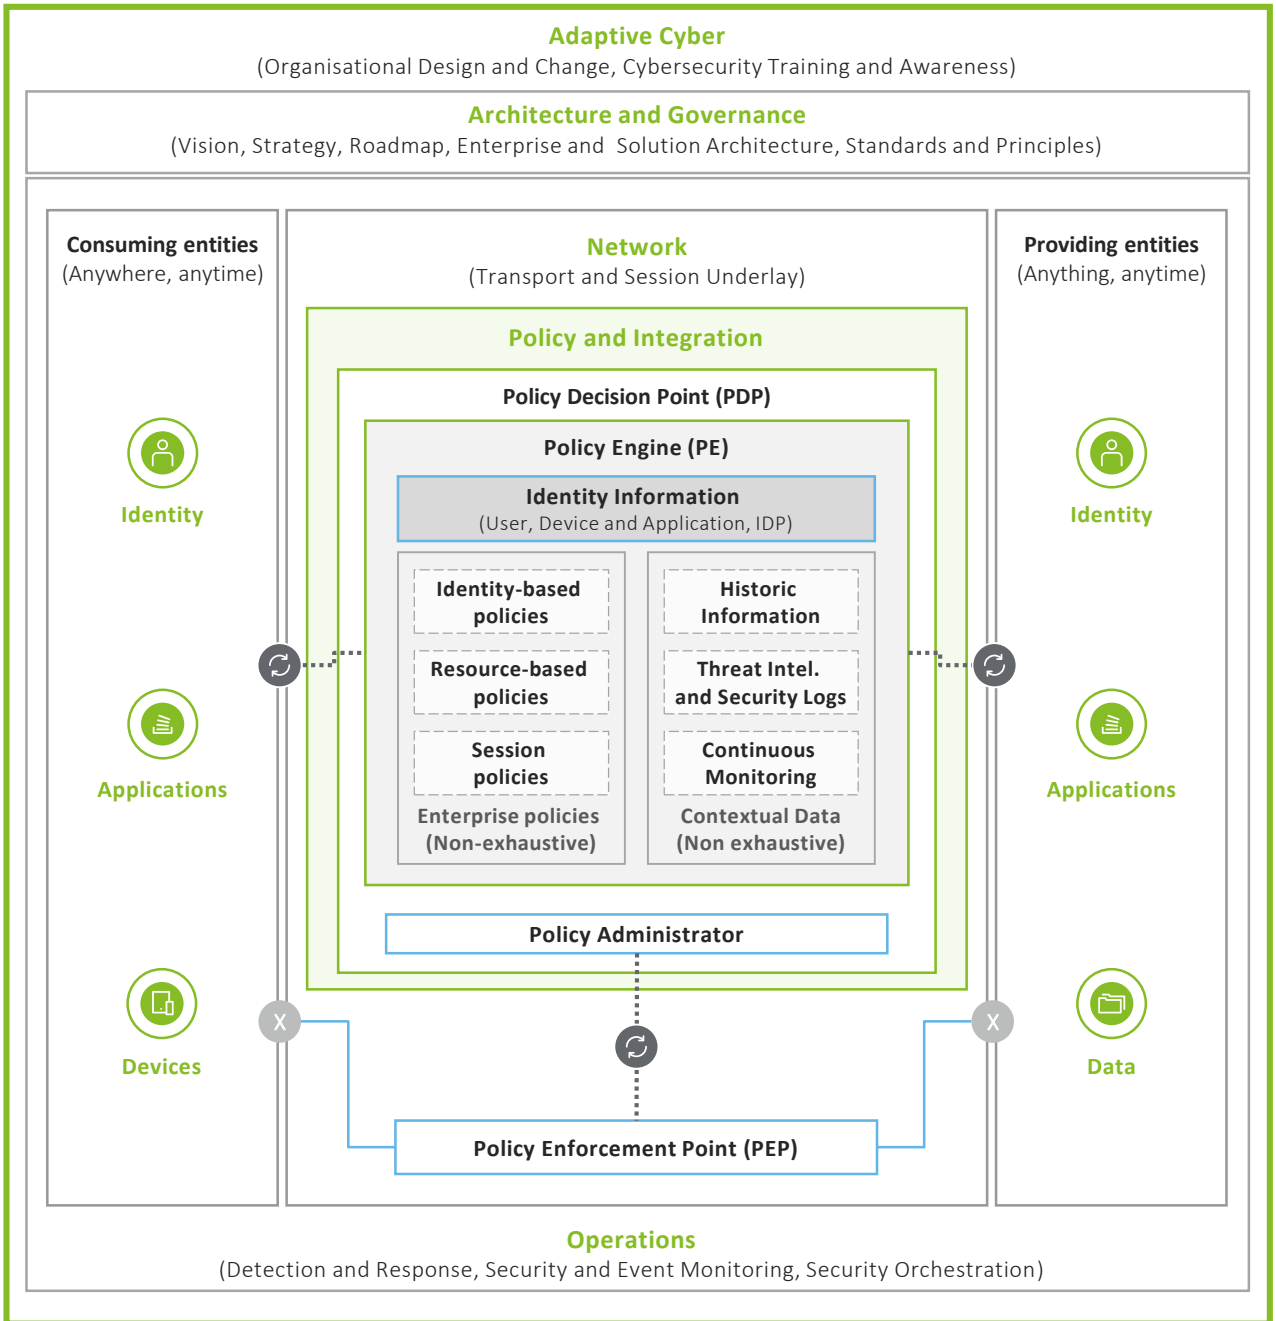 Adaptive Cyber
(Organisational Design and Change, Cybersecurity Training and Awareness)
Architecture and Governance
(Vision, Strategy, Roadmap, Enterprise and Solution Architecture, Standards and Principles)
Consuming entities
(Anywhere, anytime)
Identity
Applications
Devices
Network
(Transport and Session Underlay)
Policy and Integration
Policy Decision Point (PDP)
Policy Engine (PE)
Identity Information
(User, Device and Application, IDP)
Identity-based
policies
Resource-based
policies
Session
policies
Enterprise policies
(Non-exhaustive)
Historic
Information
Threat Intel.
and Security Logs
Continuous
Monitoring
Contextual Data
(Non exhaustive)
Policy Administrator
X
X
Policy Enforcement Point (PEP)
Providing entities
(Anything, anytime)
Identity
Applications
Data
Operations
(Detection and Response, Security and Event Monitoring, Security Orchestration)